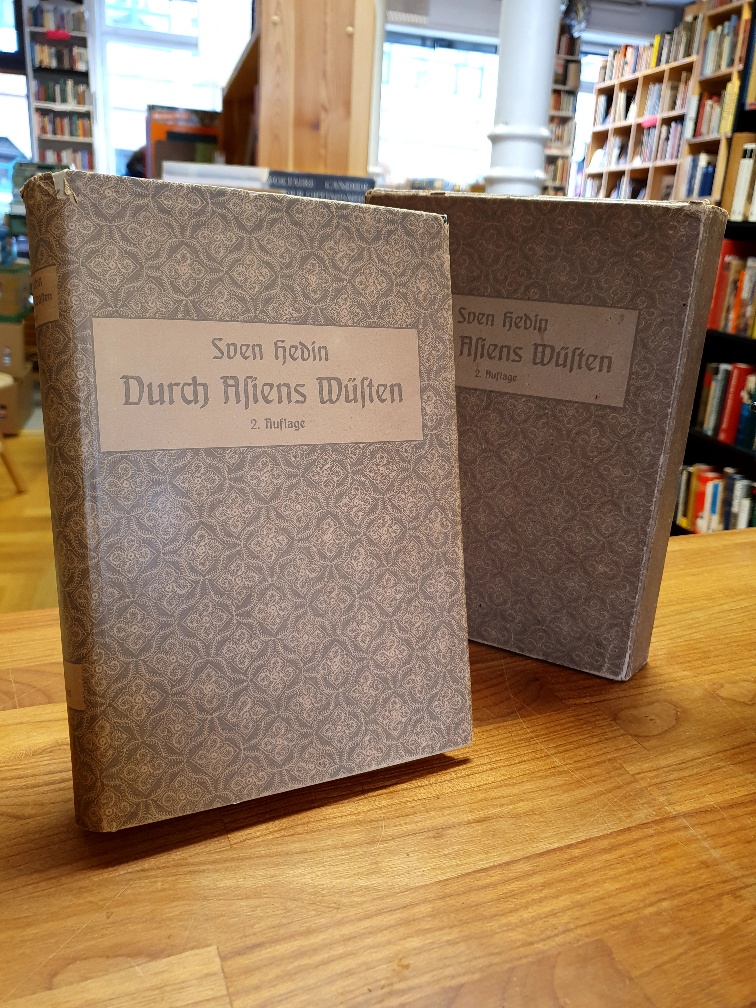 Sven Hedin
Durch Asiens Wüsten
2. Auflage
Sven Hedin
Asiens Wüsten
2. Auflage